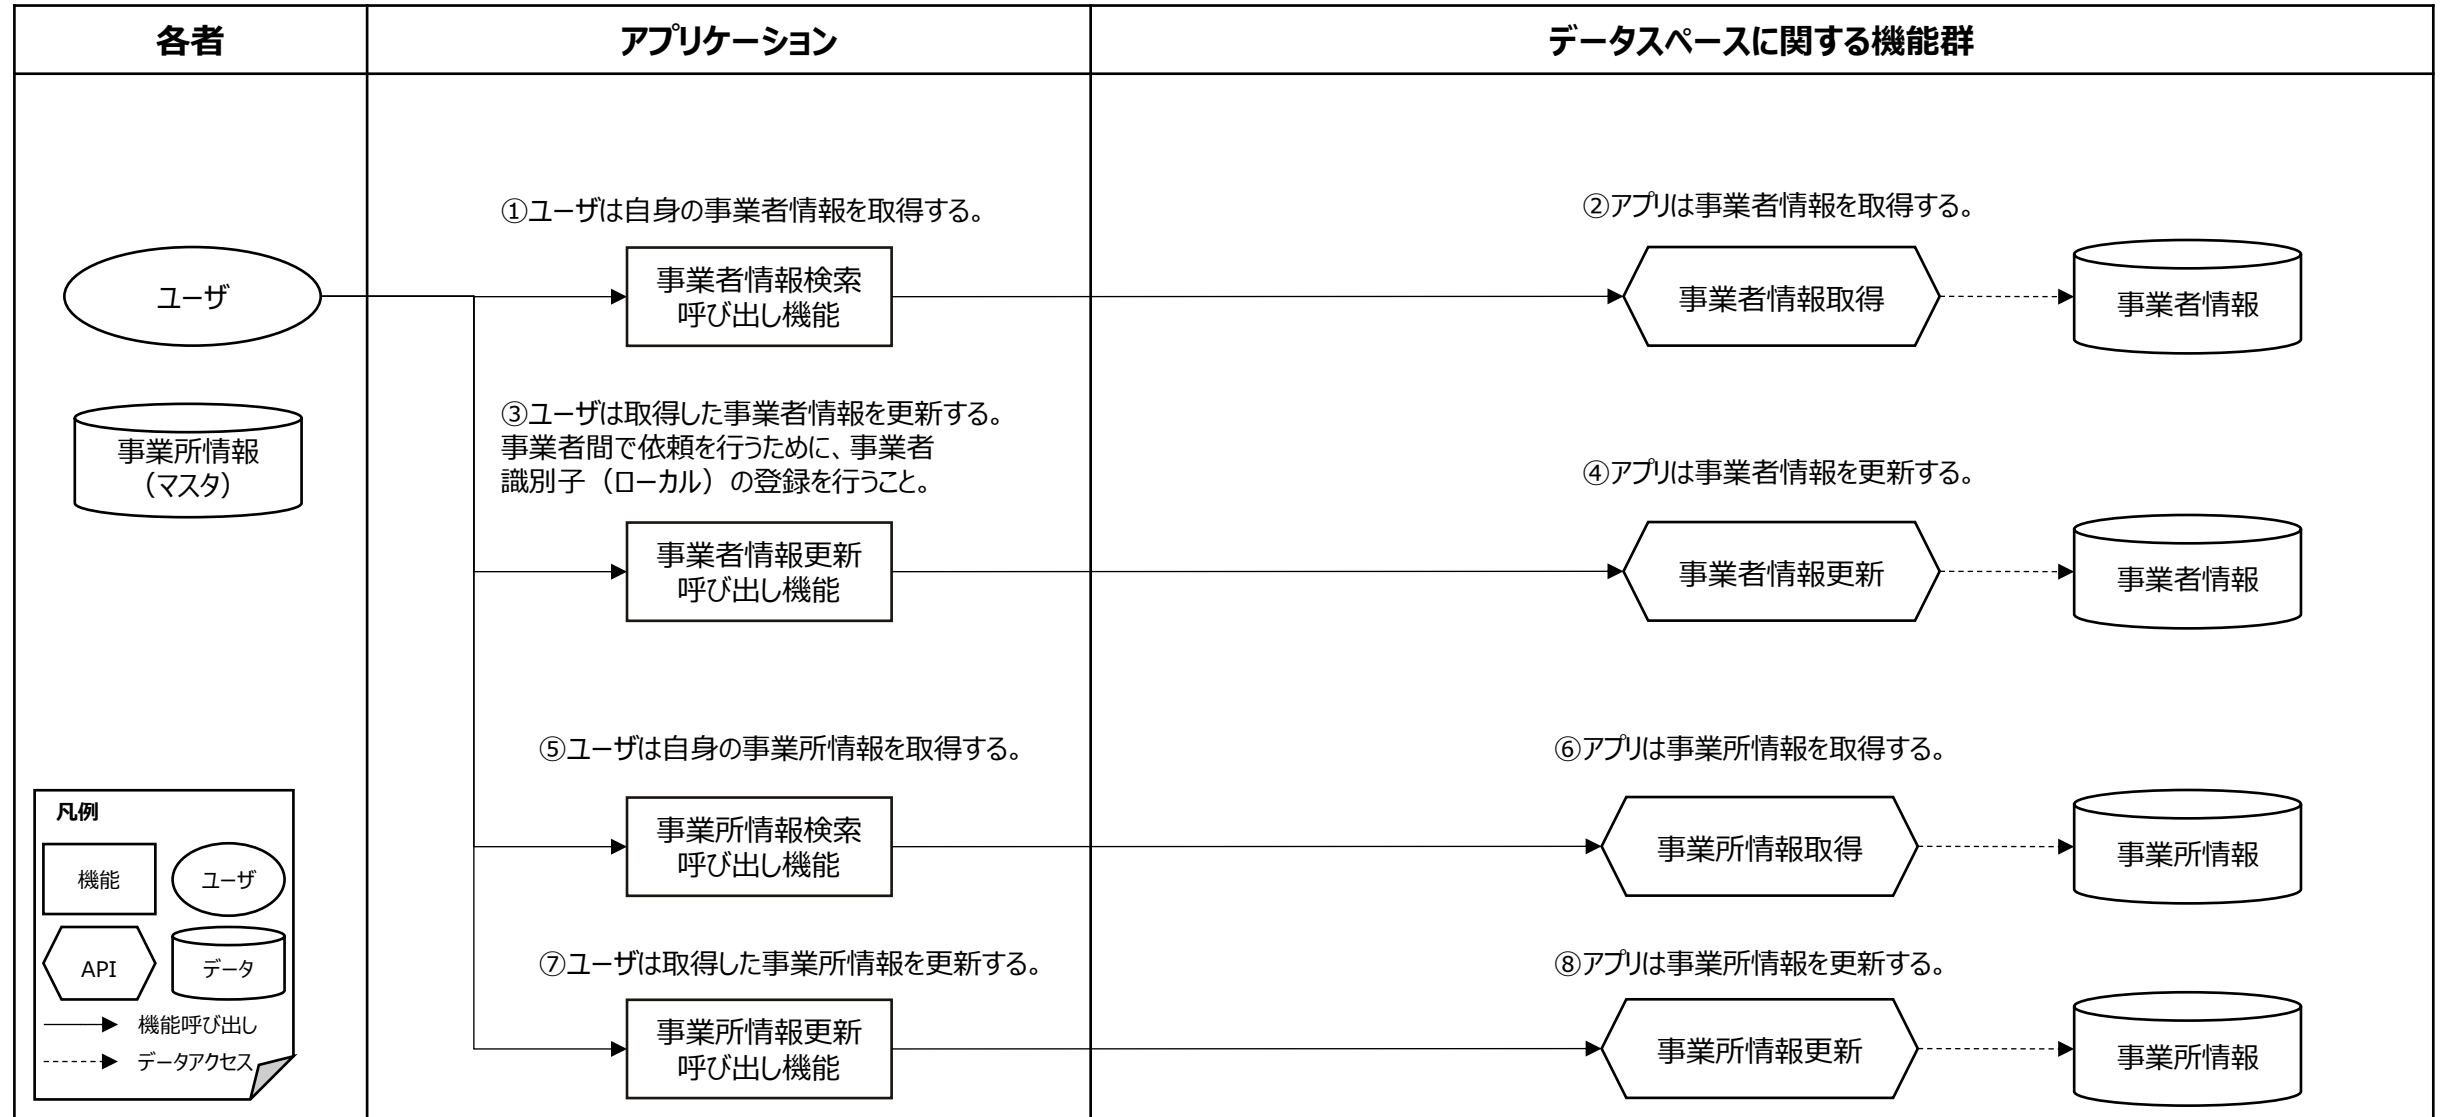 各者
アプリケーション
データスペースに関する機能群
①ユーザは自身の事業者情報を取得する。
②アプリは事業者情報を取得する。
ユーザ
事業者情報検索
呼び出し機能
事業者情報取得
事業者情報
事業所情報
（マスタ）
③ユーザは取得した事業者情報を更新する。
事業者間で依頼を行うために、事業者
識別子（ローカル）の登録を行うこと。
④アプリは事業者情報を更新する。
事業者情報更新
呼び出し機能
事業者情報更新
事業者情報
⑤ユーザは自身の事業所情報を取得する。
⑥アプリは事業所情報を取得する。
事業所情報検索
呼び出し機能
事業所情報取得
事業所情報
⑦ユーザは取得した事業所情報を更新する。
⑧アプリは事業所情報を更新する。
事業所情報更新
呼び出し機能
事業所情報更新
事業所情報
凡例
機能
ユーザ
API
データ
機能呼び出し
データアクセス